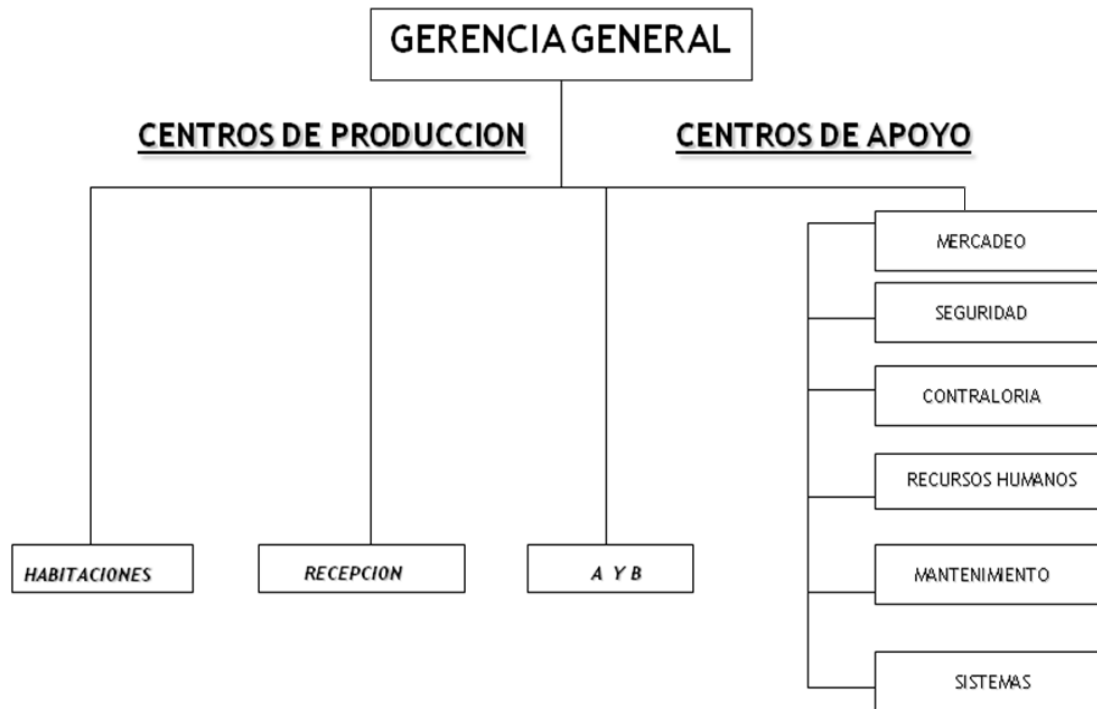 GERENCIA GENERAL
CENTROS DE PRODUCCION
CENTROS DE APOYO
MERCADEO
SEGURIDAD
CONTRALORIA
RECURSOS HUMANOS
HABITACIONES
RECEPCION
A Y B
MANTENIMIENTO
SISTEMAS